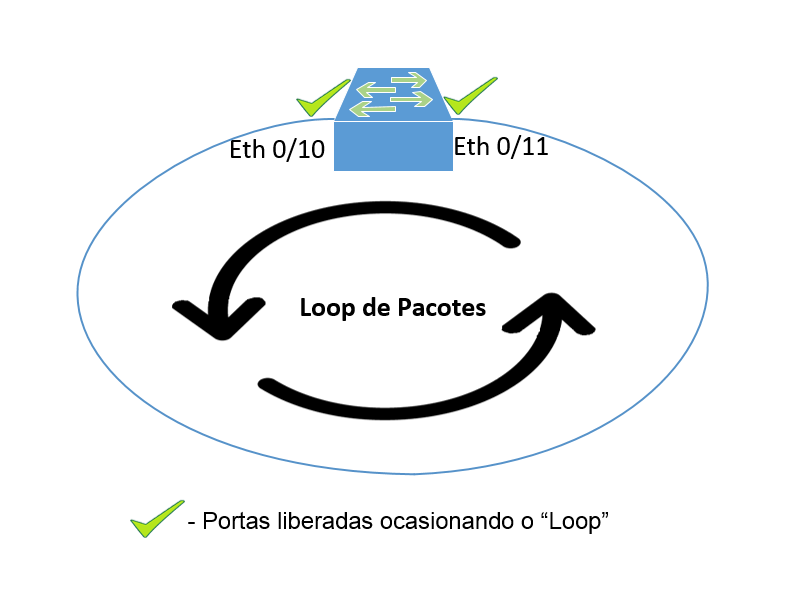 Eth 0/10
Eth 0/11
Loop de Pacotes
- Portas liberadas ocasionando o “Loop”